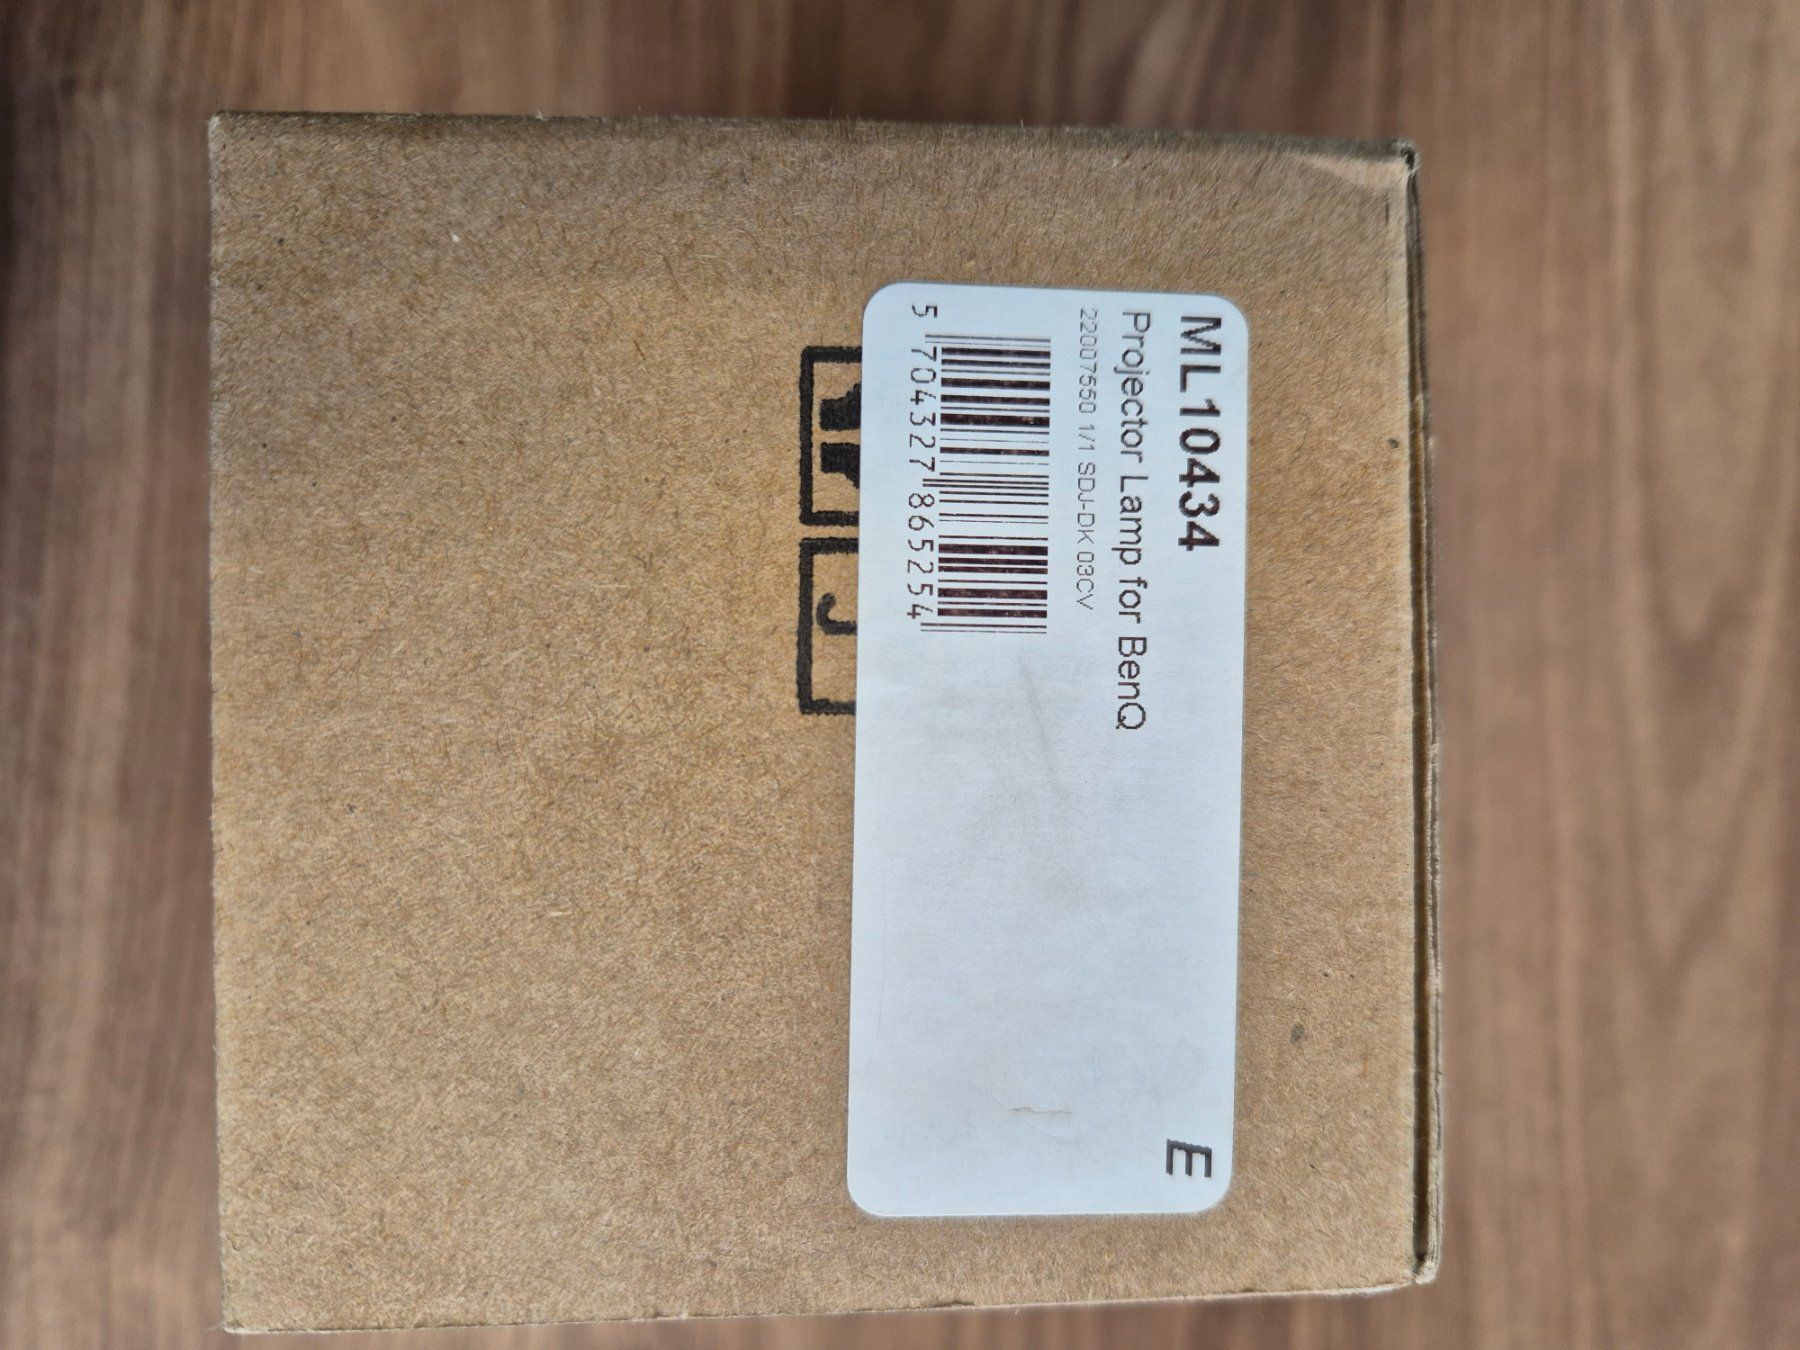 ML10434
E
Projector Lamp for BenQ
22007550 1/1 SDJ-DK 03CV
5 704327 865254